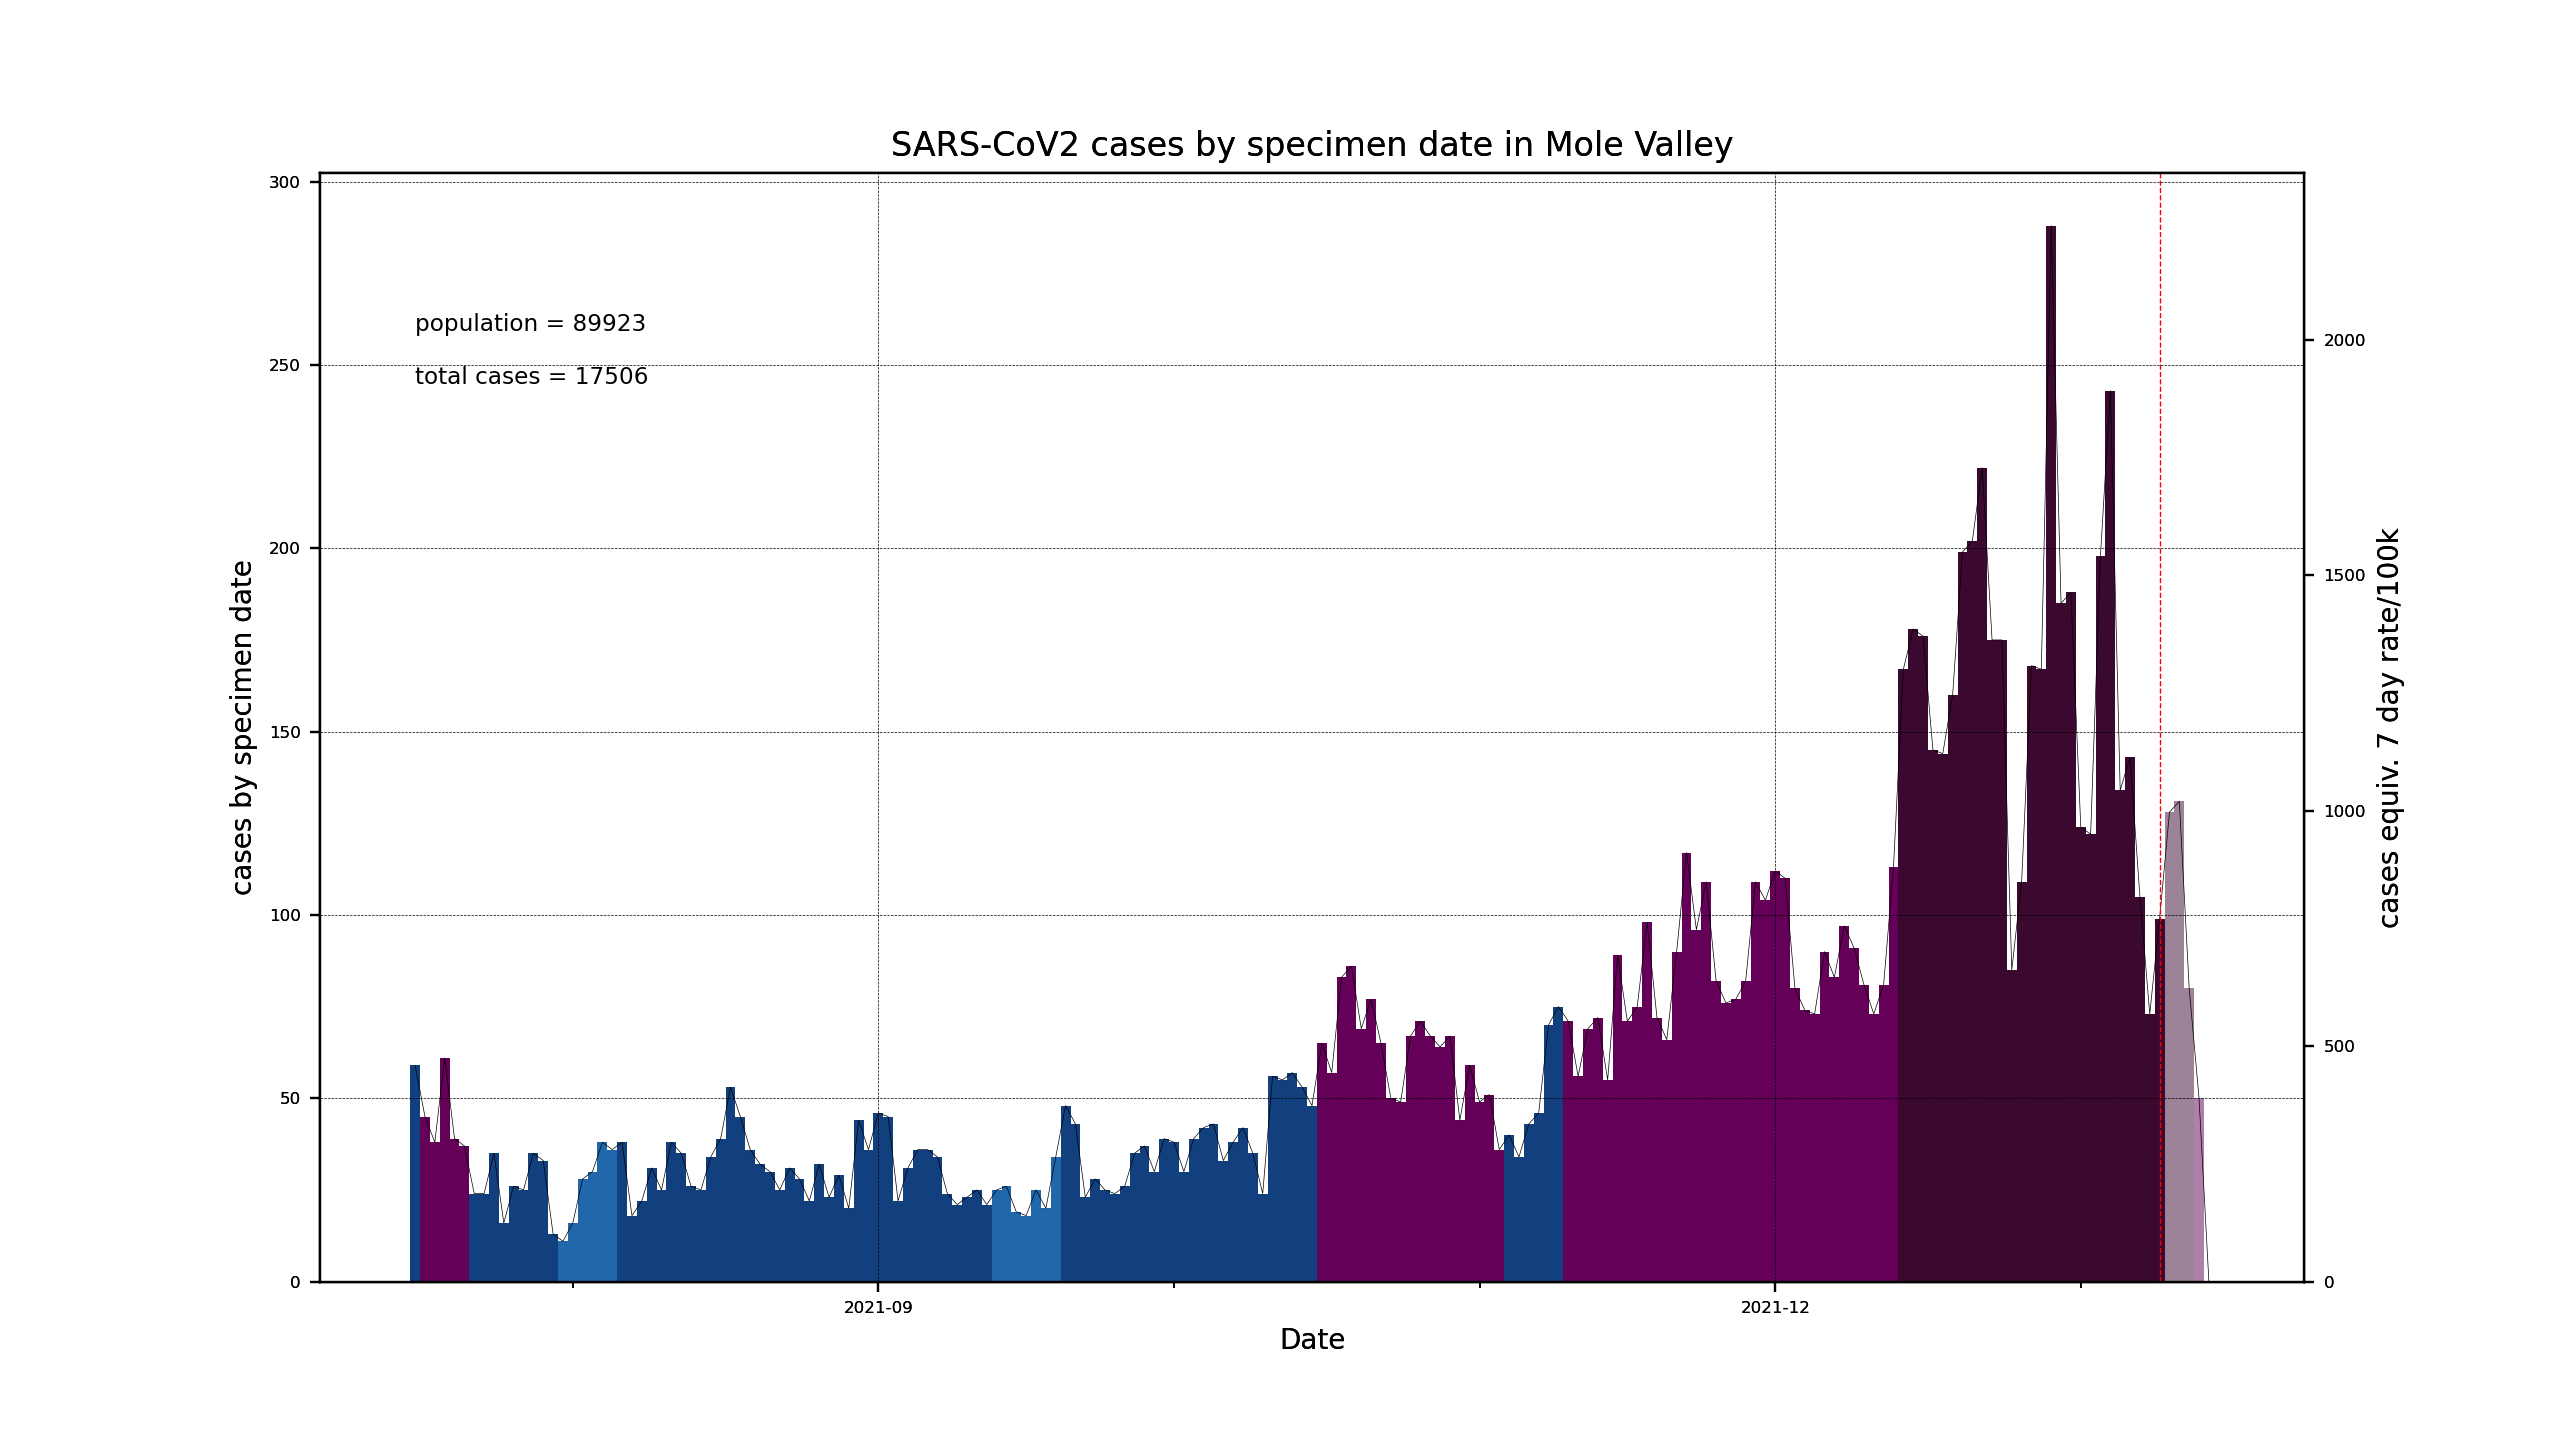 SARS-CoV2 cases by specimen date in Mole Valley
300
250
200
150
100
50
0
cases by specimen date
population = 89923
total cases = 17506
2000
1500
1000
500
0
cases equiv. 7 day rate/100k
2021-09
2021-12
Date